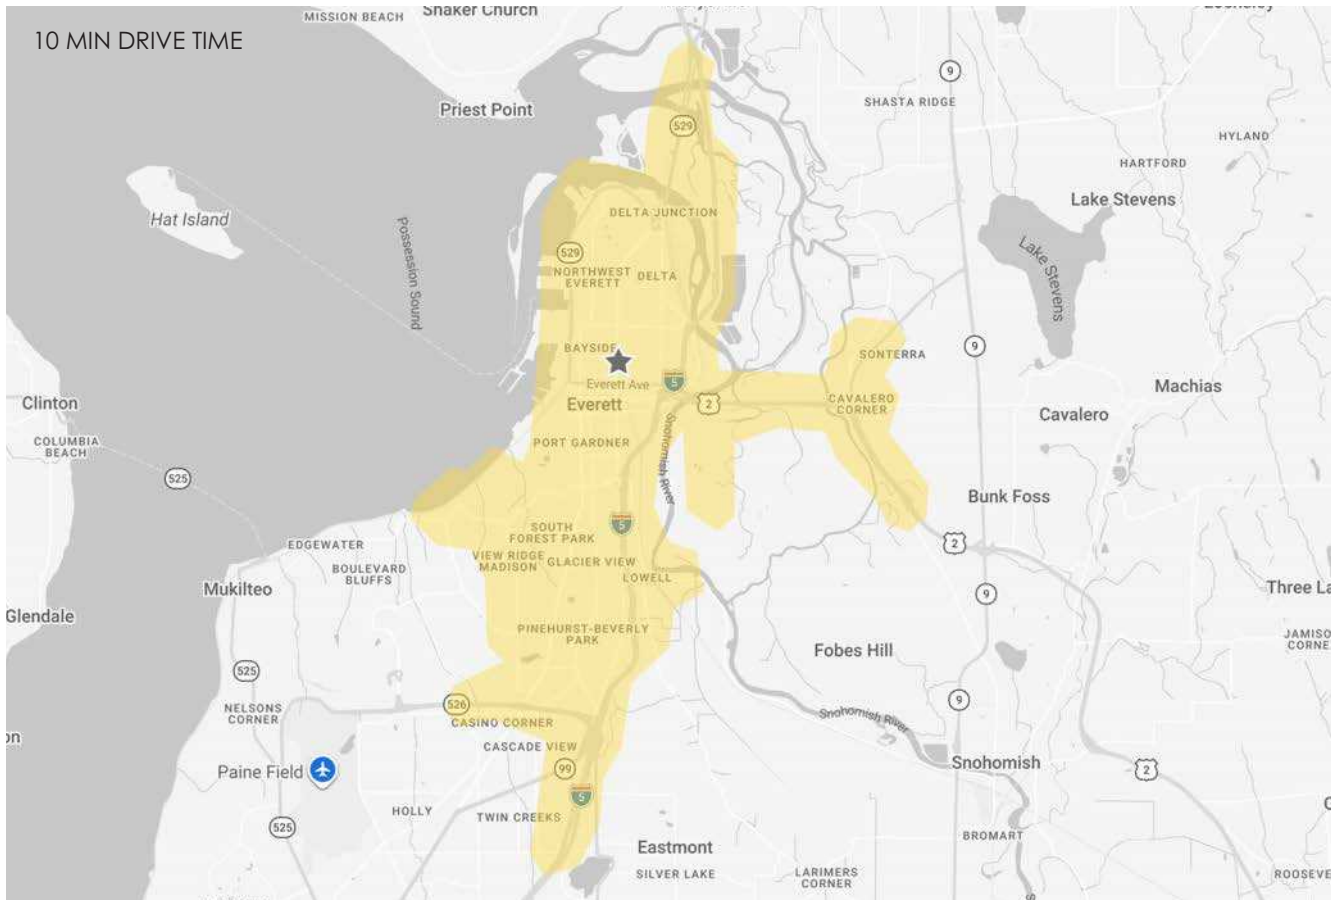 10 MIN DRIVE TIME
MISSION BEACH
Shaker Church
9
SHASTA RIDGE
Priest Point
529
HYLAND
HARTFORD
Lake Stevens
Hat Island
Possession Sound
DELTA JUNCTION
Lake Stevens
529
NORTHWEST
EVERETT
DELTA
BAYSIDE
SONTERRA
9
Everett Ave
5
Machias
Clinton
Everett
2
CAVALERO
CORNER
Cavalero
COLUMBIA
BEACH
PORT GARDNER
Snohomish River
525
Bunk Foss
5
SOUTH
FOREST PARK
EDGEWATER
VIEW RIDGE
MADISON
GLACIER VIEW
2
BOULEVARD
BLUFFS
LOWELL
Mukilteo
9
Three La
Glendale
PINEHURST-BEVERLY
PARK
JAMISO
CORNE
Fobes Hill
525
526
9
NELSONS
CORNER
CASINO CORNER
Snohomish River
CASCADE VIEW
Snohomish
Paine Field
99
2
5
HOLLY
TWIN CREEKS
525
BROMART
Eastmont
SILVER LAKE
LARIMERS
CORNER
ROOSEVE